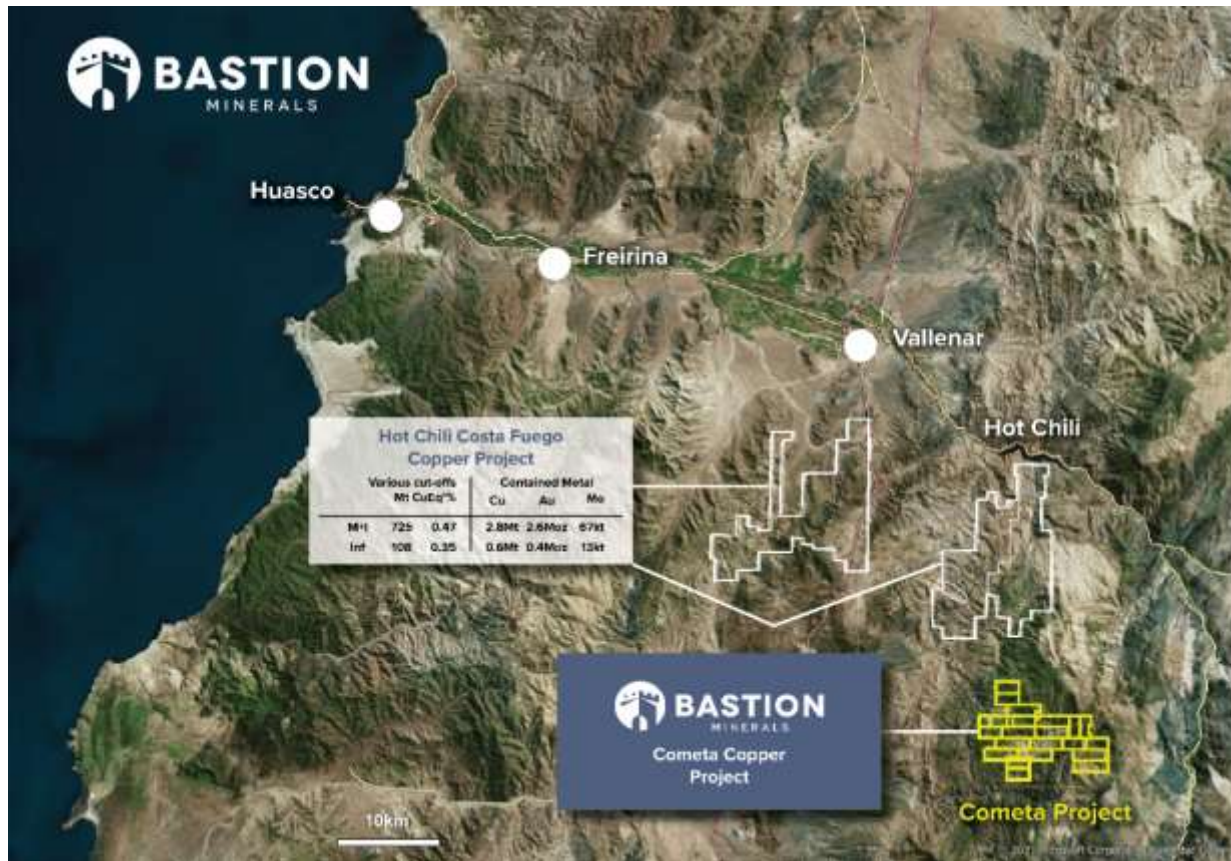 BASTION
MINERALS
Huasco
Freirina
Vallenar
Hot Chili
Hot Chili Costa Fuego
Copper Project
Various cut-offs Contained Metal
Mt CuEq % Cu Au Mo
M+I 725 0.47 2.8Mt 2.6Moz 67kt
Inf 108 0.35 0.6Mt 0.4Moz 13kt
BASTION
MINERALS
Cometa Copper
Project
Cometa Project
10km